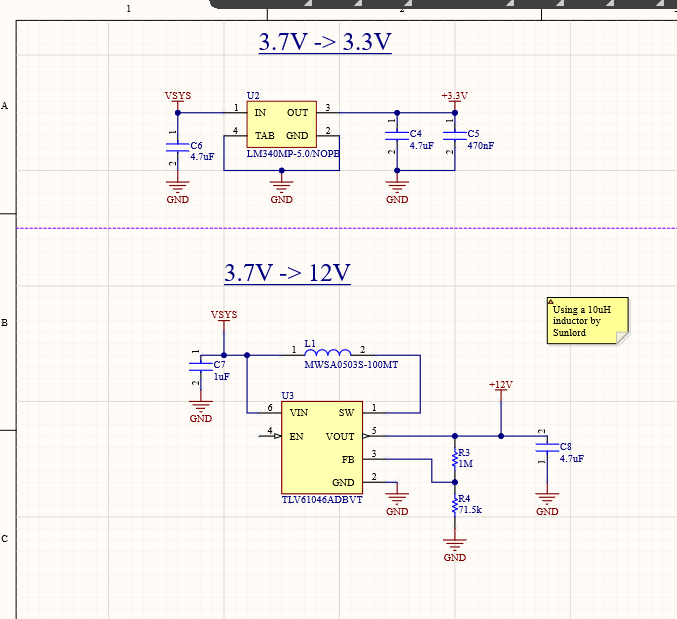 1
2
3.7V -> 3.3V
A
VSYS
U2
+3.3V
1
IN
OUT
3
4
TAB
GND
2
LM340MP-5.0/NOPB
1
C6
4.7uF
2
1
C4
4.7uF
2
1
C5
470nF
2
GND
GND
GND
3.7V -> 12V
B
Using a 10uH
inductor by
Sunlord
VSYS
L1
1
2
MWSA0503S-100MT
1
C7
1uF
2
GND
U3
+12V
6
VIN
SW
1
4
EN
VOUT
5
FB
3
GND
2
TLV61046ADBVT
R3
1M
R4
71.5k
2
C8
4.7uF
1
GND
GND
GND
C